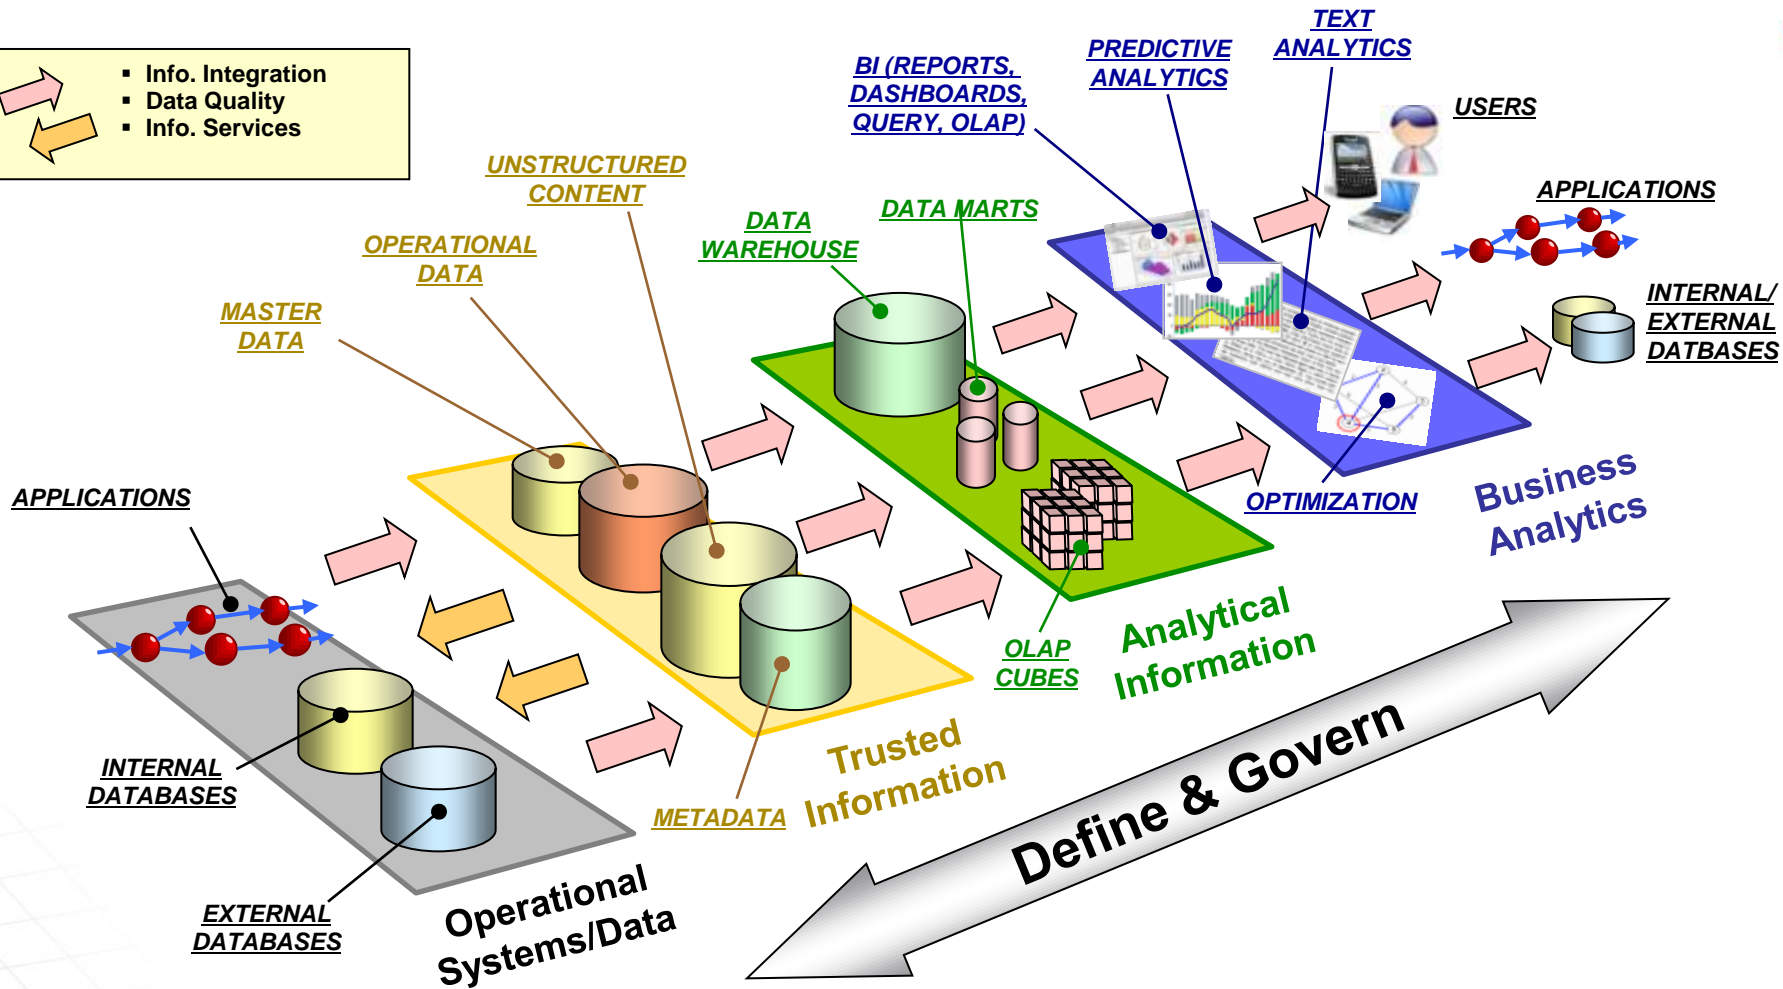 ▪ Info. Integration
▪ Data Quality
▪ Info. Services
TEXT
ANALYTICS
PREDICTIVE
ANALYTICS
BI (REPORTS,
DASHBOARDS,
QUERY, OLAP)
USERS
APPLICATIONS
INTERNAL/
EXTERNAL
DATBASES
UNSTRUCTURED
CONTENT
OPERATIONAL
DATA
MASTER
DATA
DATA
WAREHOUSE
DATA MARTS
OPTIMIZATION
Business
Analytics
OLAP
CUBES
Analytical
Information
METADATA
Trusted
Information
APPLICATIONS
INTERNAL
DATABASES
EXTERNAL
DATABASES
Operational
Systems/Data
Define & Govern